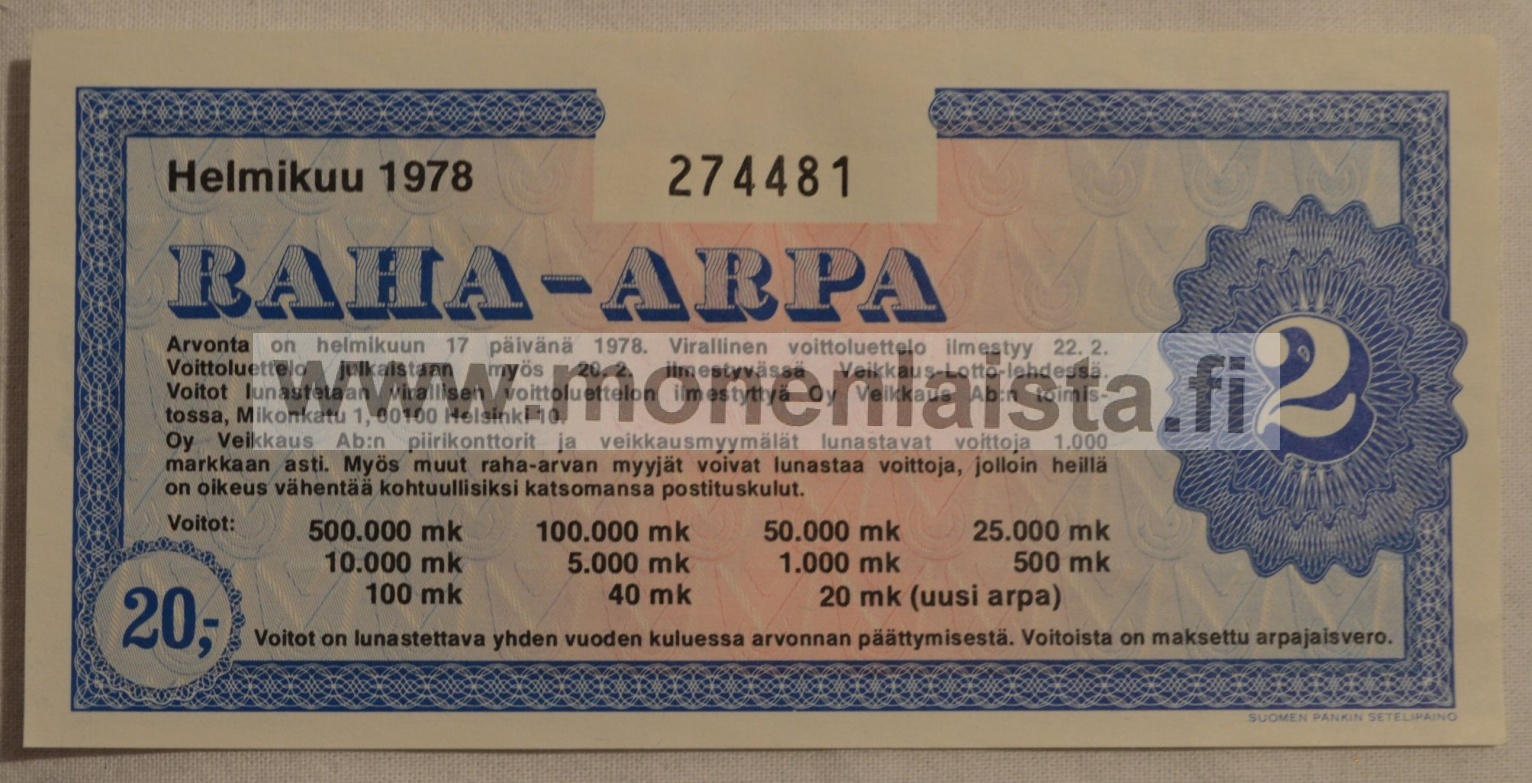 Helmikuu 1978
274481
RAHA-ARPA
2
Arvonta on helmikuun 17 päivänä 1978. Virallinen voittoluettelo ilmestyy 22. 2.
Voittoluettelo julkaistaan myös 20. 2. ilmestyvässä Veikkaus-Lotto-lehdessä.
Voitot lunastetaan virallisen voittoluettelon ilmestyttyä Oy Veikkaus Ab:n toimis-
tossa, Mikonkatu 1, 00100 Helsinki 10.
Oy Veikkaus Ab:n piirikonttorit ja veikkausmyymälät lunastavat voittoja 1.000
markkaan asti. Myös muut raha-arvan myyjät voivat lunastaa voittoja, jolloin heillä
on oikeus vähentää kohtuullisiksi katsomansa postituskulut.
www.monenlaista.fi
Voitot: 500.000 mk 100.000 mk 50.000 mk 25.000 mk
10.000 mk 5.000 mk 1.000 mk 500 mk
100 mk 40 mk 20 mk (uusi arpa)
20,-
Voitot on lunastettava yhden vuoden kuluessa arvonnan päättymisestä. Voitoista on maksettu arpajaisvero.
SUOMEN PANKIN SETELIPAINO